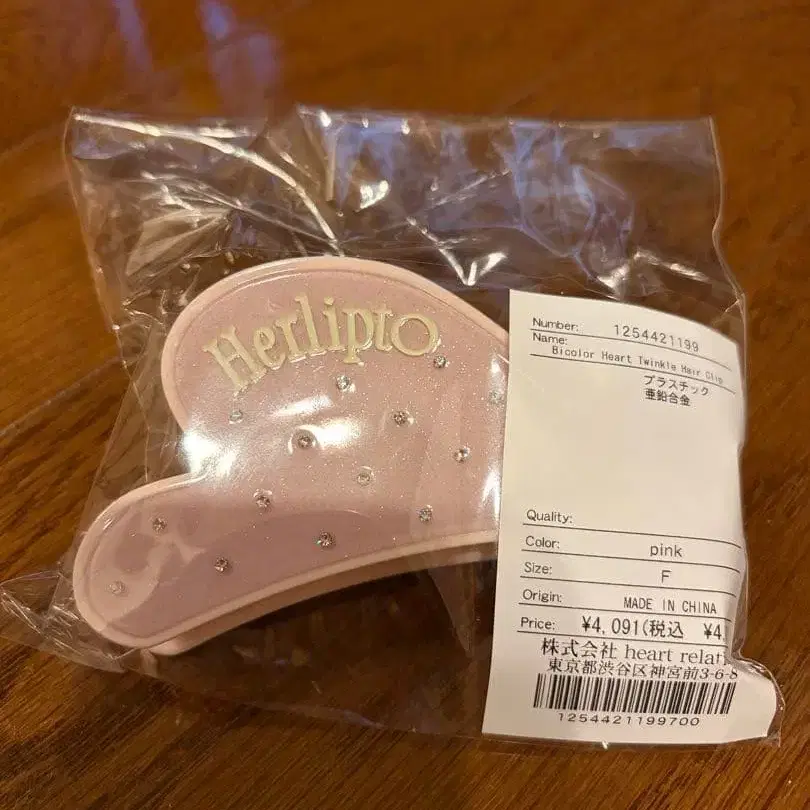 Herlipto
Number: 1254421199
Name:
Bicolor Heart Twinkle Hair Clip
プラスチック
亜鉛合金
Quality:
Color: pink
Size: F
Origin: MADE IN CHINA
Price: ¥4,091(税込 ¥4,
株式会社 heart relati
東京都渋谷区神宮前3-6-8
1254421199700